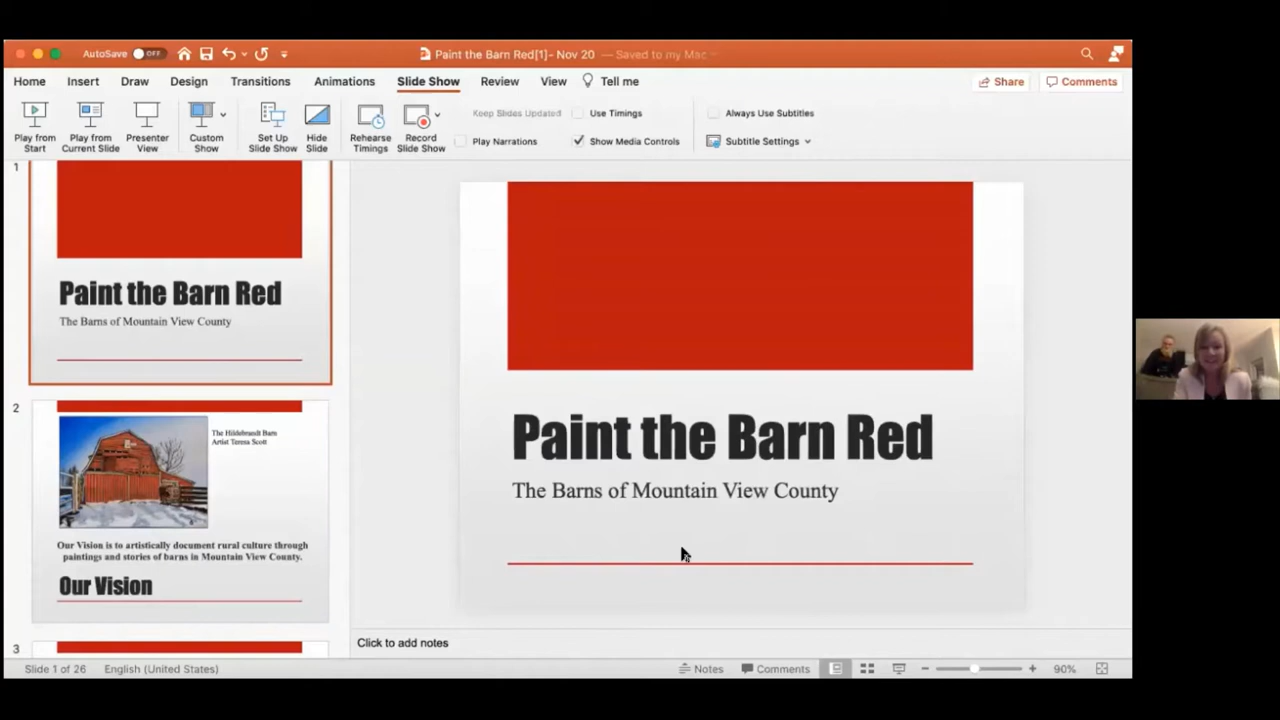 AutoSave OFF
Paint the Barn Red[1]- Nov 20 — Saved to my Mac
Home Insert Draw Design Transitions Animations Slide Show Review View Tell me
Share Comments
Play from Start
Play from Current Slide
Presenter View
Custom Show
Set Up Slide Show
Hide Slide
Rehearse Timings
Record Slide Show
Keep Slides Updated
Use Timings
Play Narrations
Show Media Controls
Always Use Subtitles
Subtitle Settings
1
Paint the Barn Red
The Barns of Mountain View County
2
The Hildebrandt Barn
Artist Teresa Scott
Our Vision is to artistically document rural culture through
paintings and stories of barns in Mountain View County.
Our Vision
3
Paint the Barn Red
The Barns of Mountain View County
Click to add notes
Slide 1 of 26 English (United States)
Notes Comments 90%